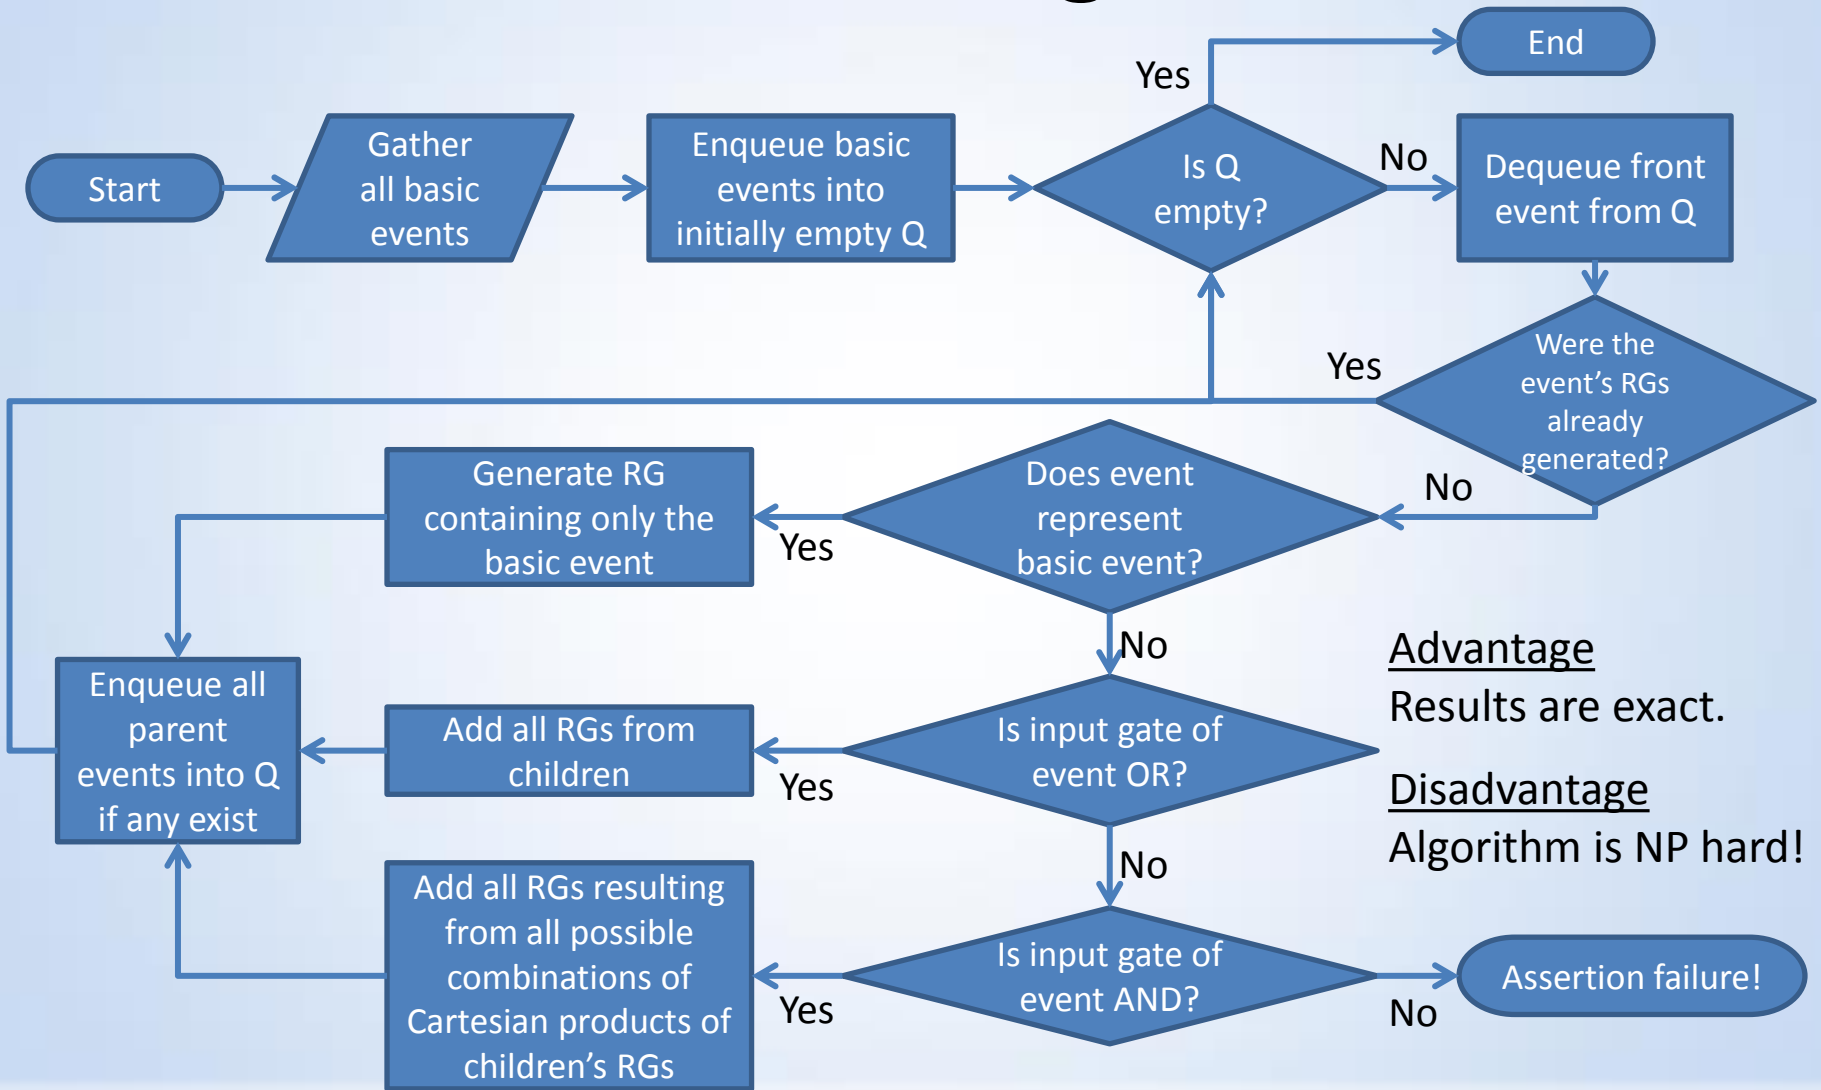 End
Yes
Start
Gather
all basic
events
Enqueue basic
events into
initially empty Q
Is Q
empty?
No
Dequeue front
event from Q
Were the
event's RGs
already
generated?
Yes
No
Does event
represent
basic event?
Yes
Generate RG
containing only the
basic event
No
Enqueue all
parent
events into Q
if any exist
Add all RGs from
children
Yes
Is input gate of
event OR?
Advantage
Results are exact.
Disadvantage
Algorithm is NP hard!
No
Add all RGs resulting
from all possible
combinations of
Cartesian products of
children's RGs
Yes
Is input gate of
event AND?
No
Assertion failure!